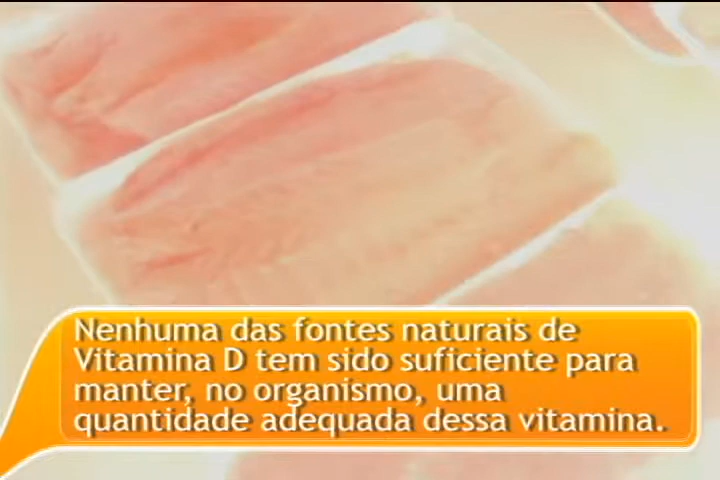 Nenhuma das fontes naturais de
Vitamina D tem sido suficiente para
manter, no organismo, uma
quantidade adequada dessa vitamina.